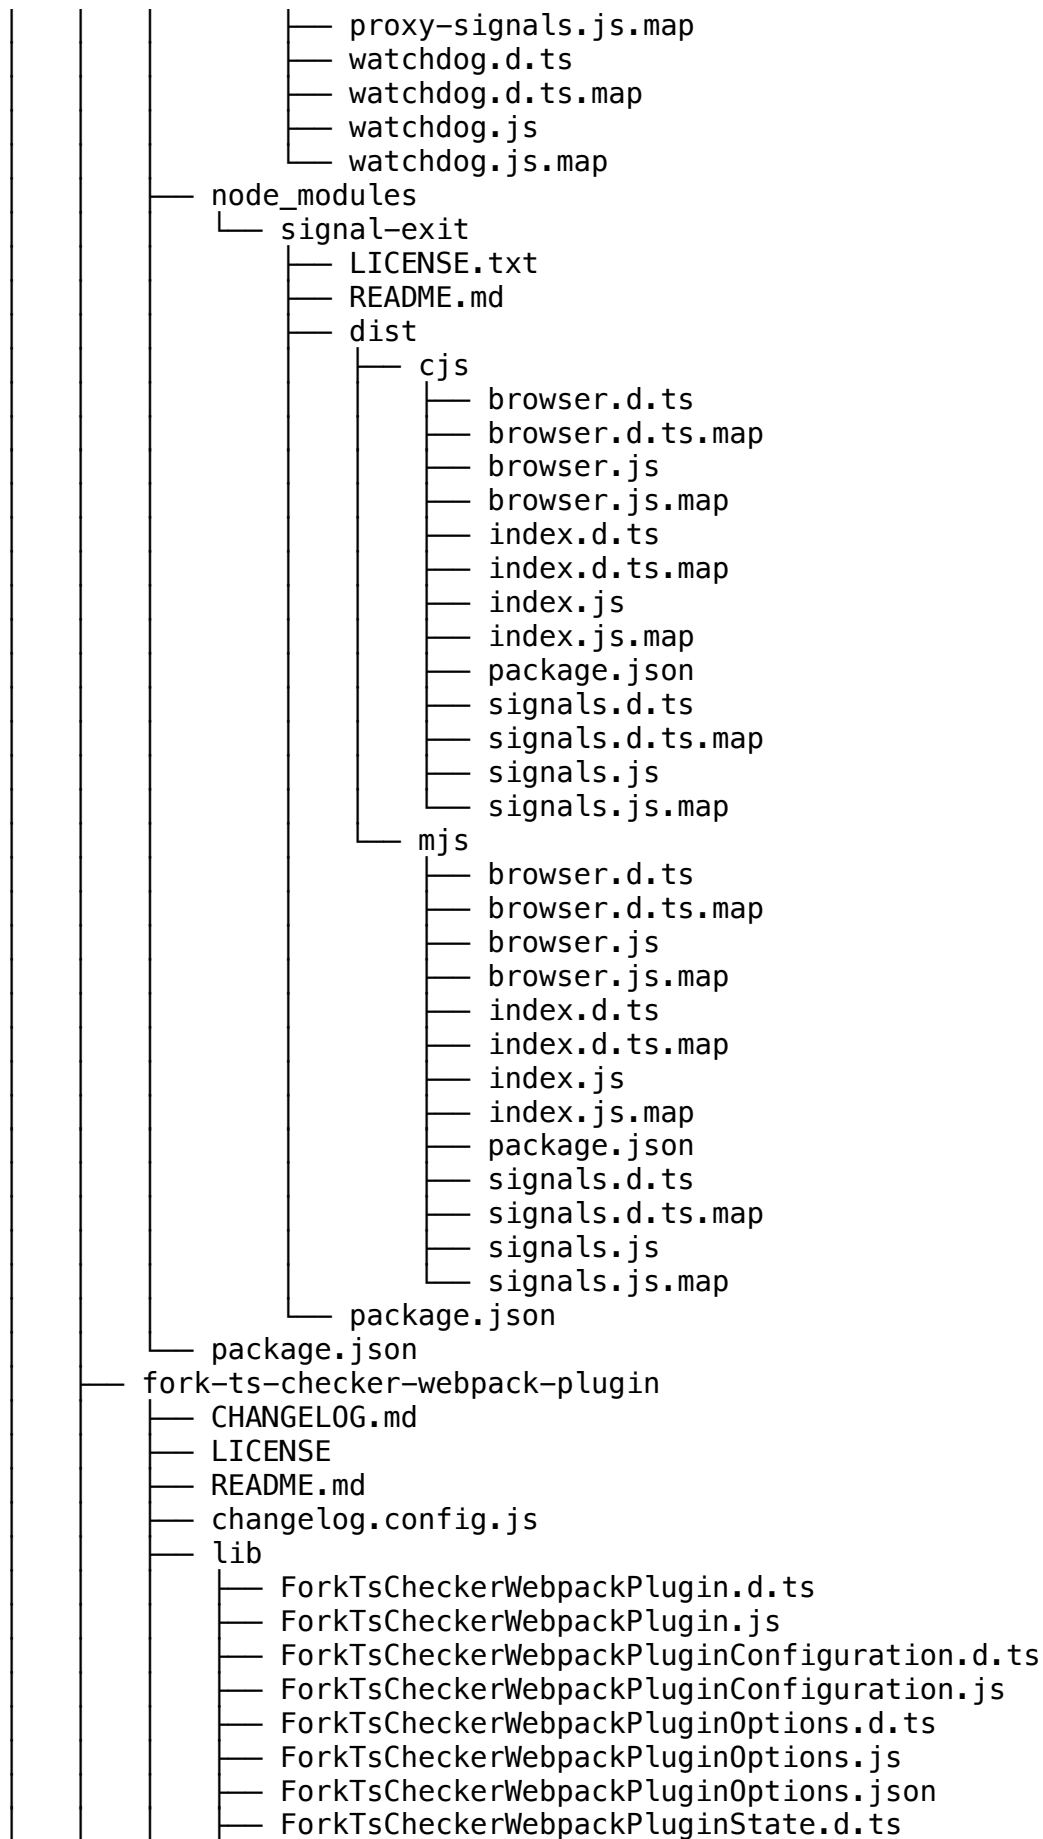 │   │   │       ├── proxy-signals.js.map
│   │   │       ├── watchdog.d.ts
│   │   │       ├── watchdog.d.ts.map
│   │   │       ├── watchdog.js
│   │   │       └── watchdog.js.map
│   │   ├── node_modules
│   │   │   └── signal-exit
│   │   │       ├── LICENSE.txt
│   │   │       ├── README.md
│   │   │       ├── dist
│   │   │       │   ├── cjs
│   │   │       │   │   ├── browser.d.ts
│   │   │       │   │   ├── browser.d.ts.map
│   │   │       │   │   ├── browser.js
│   │   │       │   │   ├── browser.js.map
│   │   │       │   │   ├── index.d.ts
│   │   │       │   │   ├── index.d.ts.map
│   │   │       │   │   ├── index.js
│   │   │       │   │   ├── index.js.map
│   │   │       │   │   ├── package.json
│   │   │       │   │   ├── signals.d.ts
│   │   │       │   │   ├── signals.d.ts.map
│   │   │       │   │   ├── signals.js
│   │   │       │   │   └── signals.js.map
│   │   │       │   └── mjs
│   │   │       │       ├── browser.d.ts
│   │   │       │       ├── browser.d.ts.map
│   │   │       │       ├── browser.js
│   │   │       │       ├── browser.js.map
│   │   │       │       ├── index.d.ts
│   │   │       │       ├── index.d.ts.map
│   │   │       │       ├── index.js
│   │   │       │       ├── index.js.map
│   │   │       │       ├── package.json
│   │   │       │       ├── signals.d.ts
│   │   │       │       ├── signals.d.ts.map
│   │   │       │       ├── signals.js
│   │   │       │       └── signals.js.map
│   │   │       └── package.json
│   │   └── package.json
│   ├── fork-ts-checker-webpack-plugin
│   │   ├── CHANGELOG.md
│   │   ├── LICENSE
│   │   ├── README.md
│   │   ├── changelog.config.js
│   │   ├── lib
│   │   │   ├── ForkTsCheckerWebpackPlugin.d.ts
│   │   │   ├── ForkTsCheckerWebpackPlugin.js
│   │   │   ├── ForkTsCheckerWebpackPluginConfiguration.d.ts
│   │   │   ├── ForkTsCheckerWebpackPluginConfiguration.js
│   │   │   ├── ForkTsCheckerWebpackPluginOptions.d.ts
│   │   │   ├── ForkTsCheckerWebpackPluginOptions.js
│   │   │   ├── ForkTsCheckerWebpackPluginOptions.json
│   │   │   ├── ForkTsCheckerWebpackPluginState.d.ts